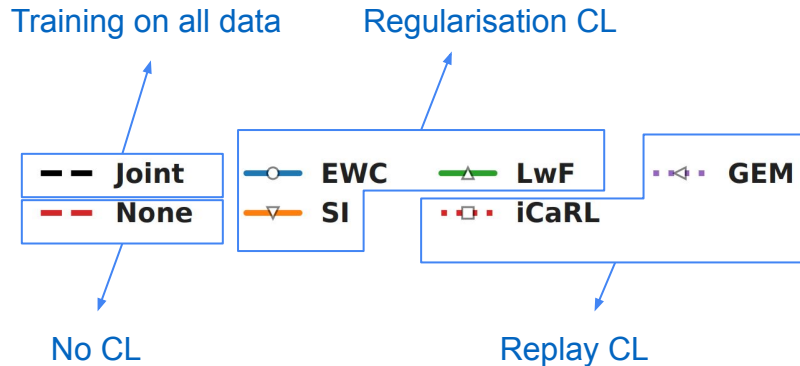 Training on all data
Regularisation CL
Joint
EWC
LwF
GEM
None
SI
iCaRL
No CL
Replay CL